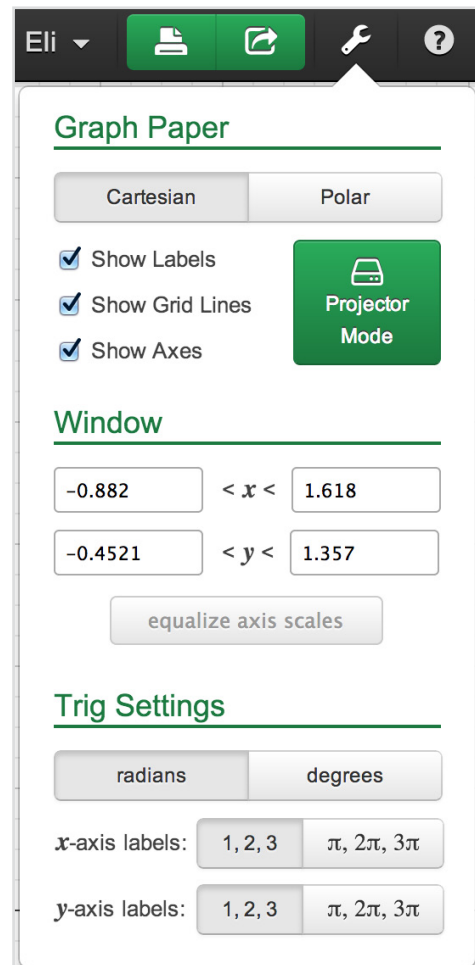 Eli
?
Graph Paper
Cartesian Polar
Show Labels
Show Grid Lines
Show Axes
Projector
Mode
Window
-0.882 < x < 1.618
-0.4521 < y < 1.357
equalize axis scales
Trig Settings
radians degrees
x-axis labels: 1, 2, 3 π, 2π, 3π
y-axis labels: 1, 2, 3 π, 2π, 3π